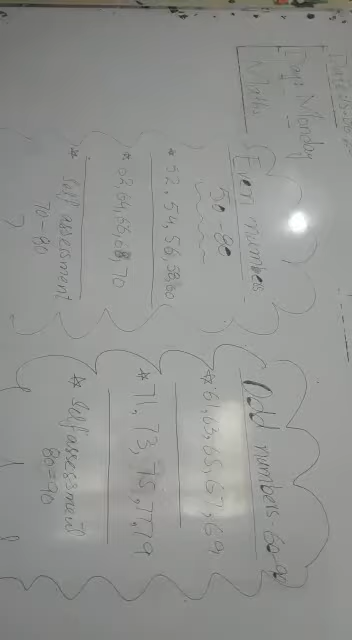 Day: Monday
Maths
Even numbers
50-80
* 52, 54, 56, 58, 60
* 62, 64, 66, 68, 70
* Self assessment
70-80
?
Odd numbers-60-90
* 61, 63, 65, 67, 69
* 71, 73, 75, 77, 79
* Self assessment
80-90